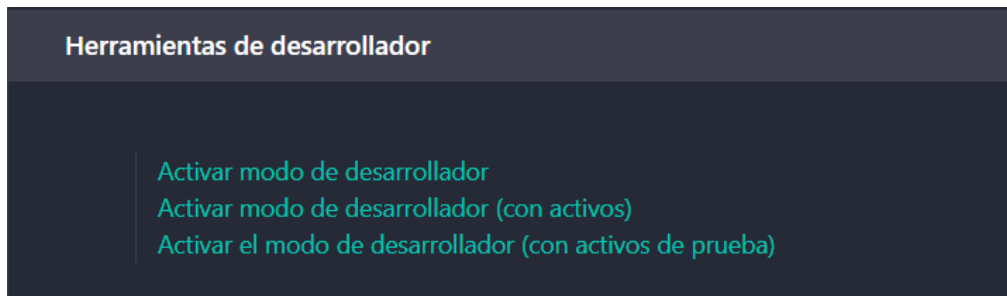 Herramientas de desarrollador
Activar modo de desarrollador
Activar modo de desarrollador (con activos)
Activar el modo de desarrollador (con activos de prueba)